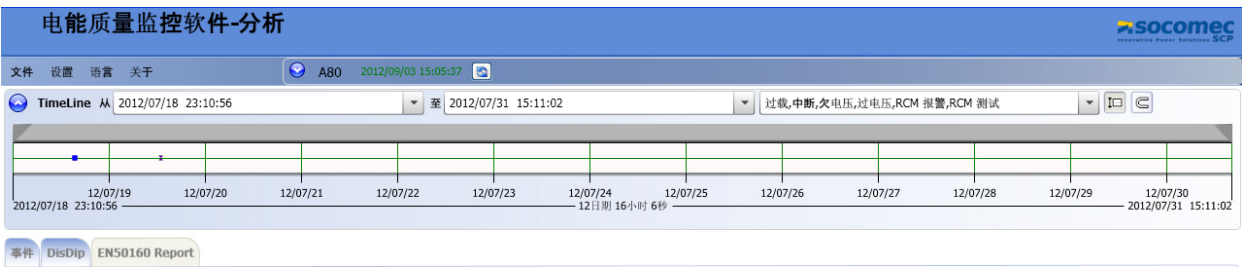 电能质量监控软件-分析
socomec
Innovative Power Solutions SCP
文件 设置 语言 关于 A80 2012/09/03 15:05:37
TimeLine 从 2012/07/18 23:10:56 至 2012/07/31 15:11:02 过载,中断,欠电压,过电压,RCM 报警,RCM 测试
12/07/19 12/07/20 12/07/21 12/07/22 12/07/23 12/07/24 12/07/25 12/07/26 12/07/27 12/07/28 12/07/29 12/07/30
2012/07/18 23:10:56 12日期 16小时 6秒 2012/07/31 15:11:02
事件 DisDip EN50160 Report